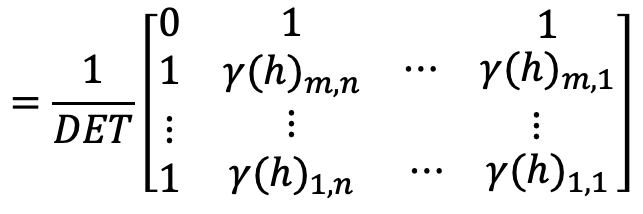 = 1/DET [ 0 1 1
1 γ(h)m,n ⋯ γ(h)m,1
⋮ ⋮ ⋮
1 γ(h)1,n ⋯ γ(h)1,1 ]